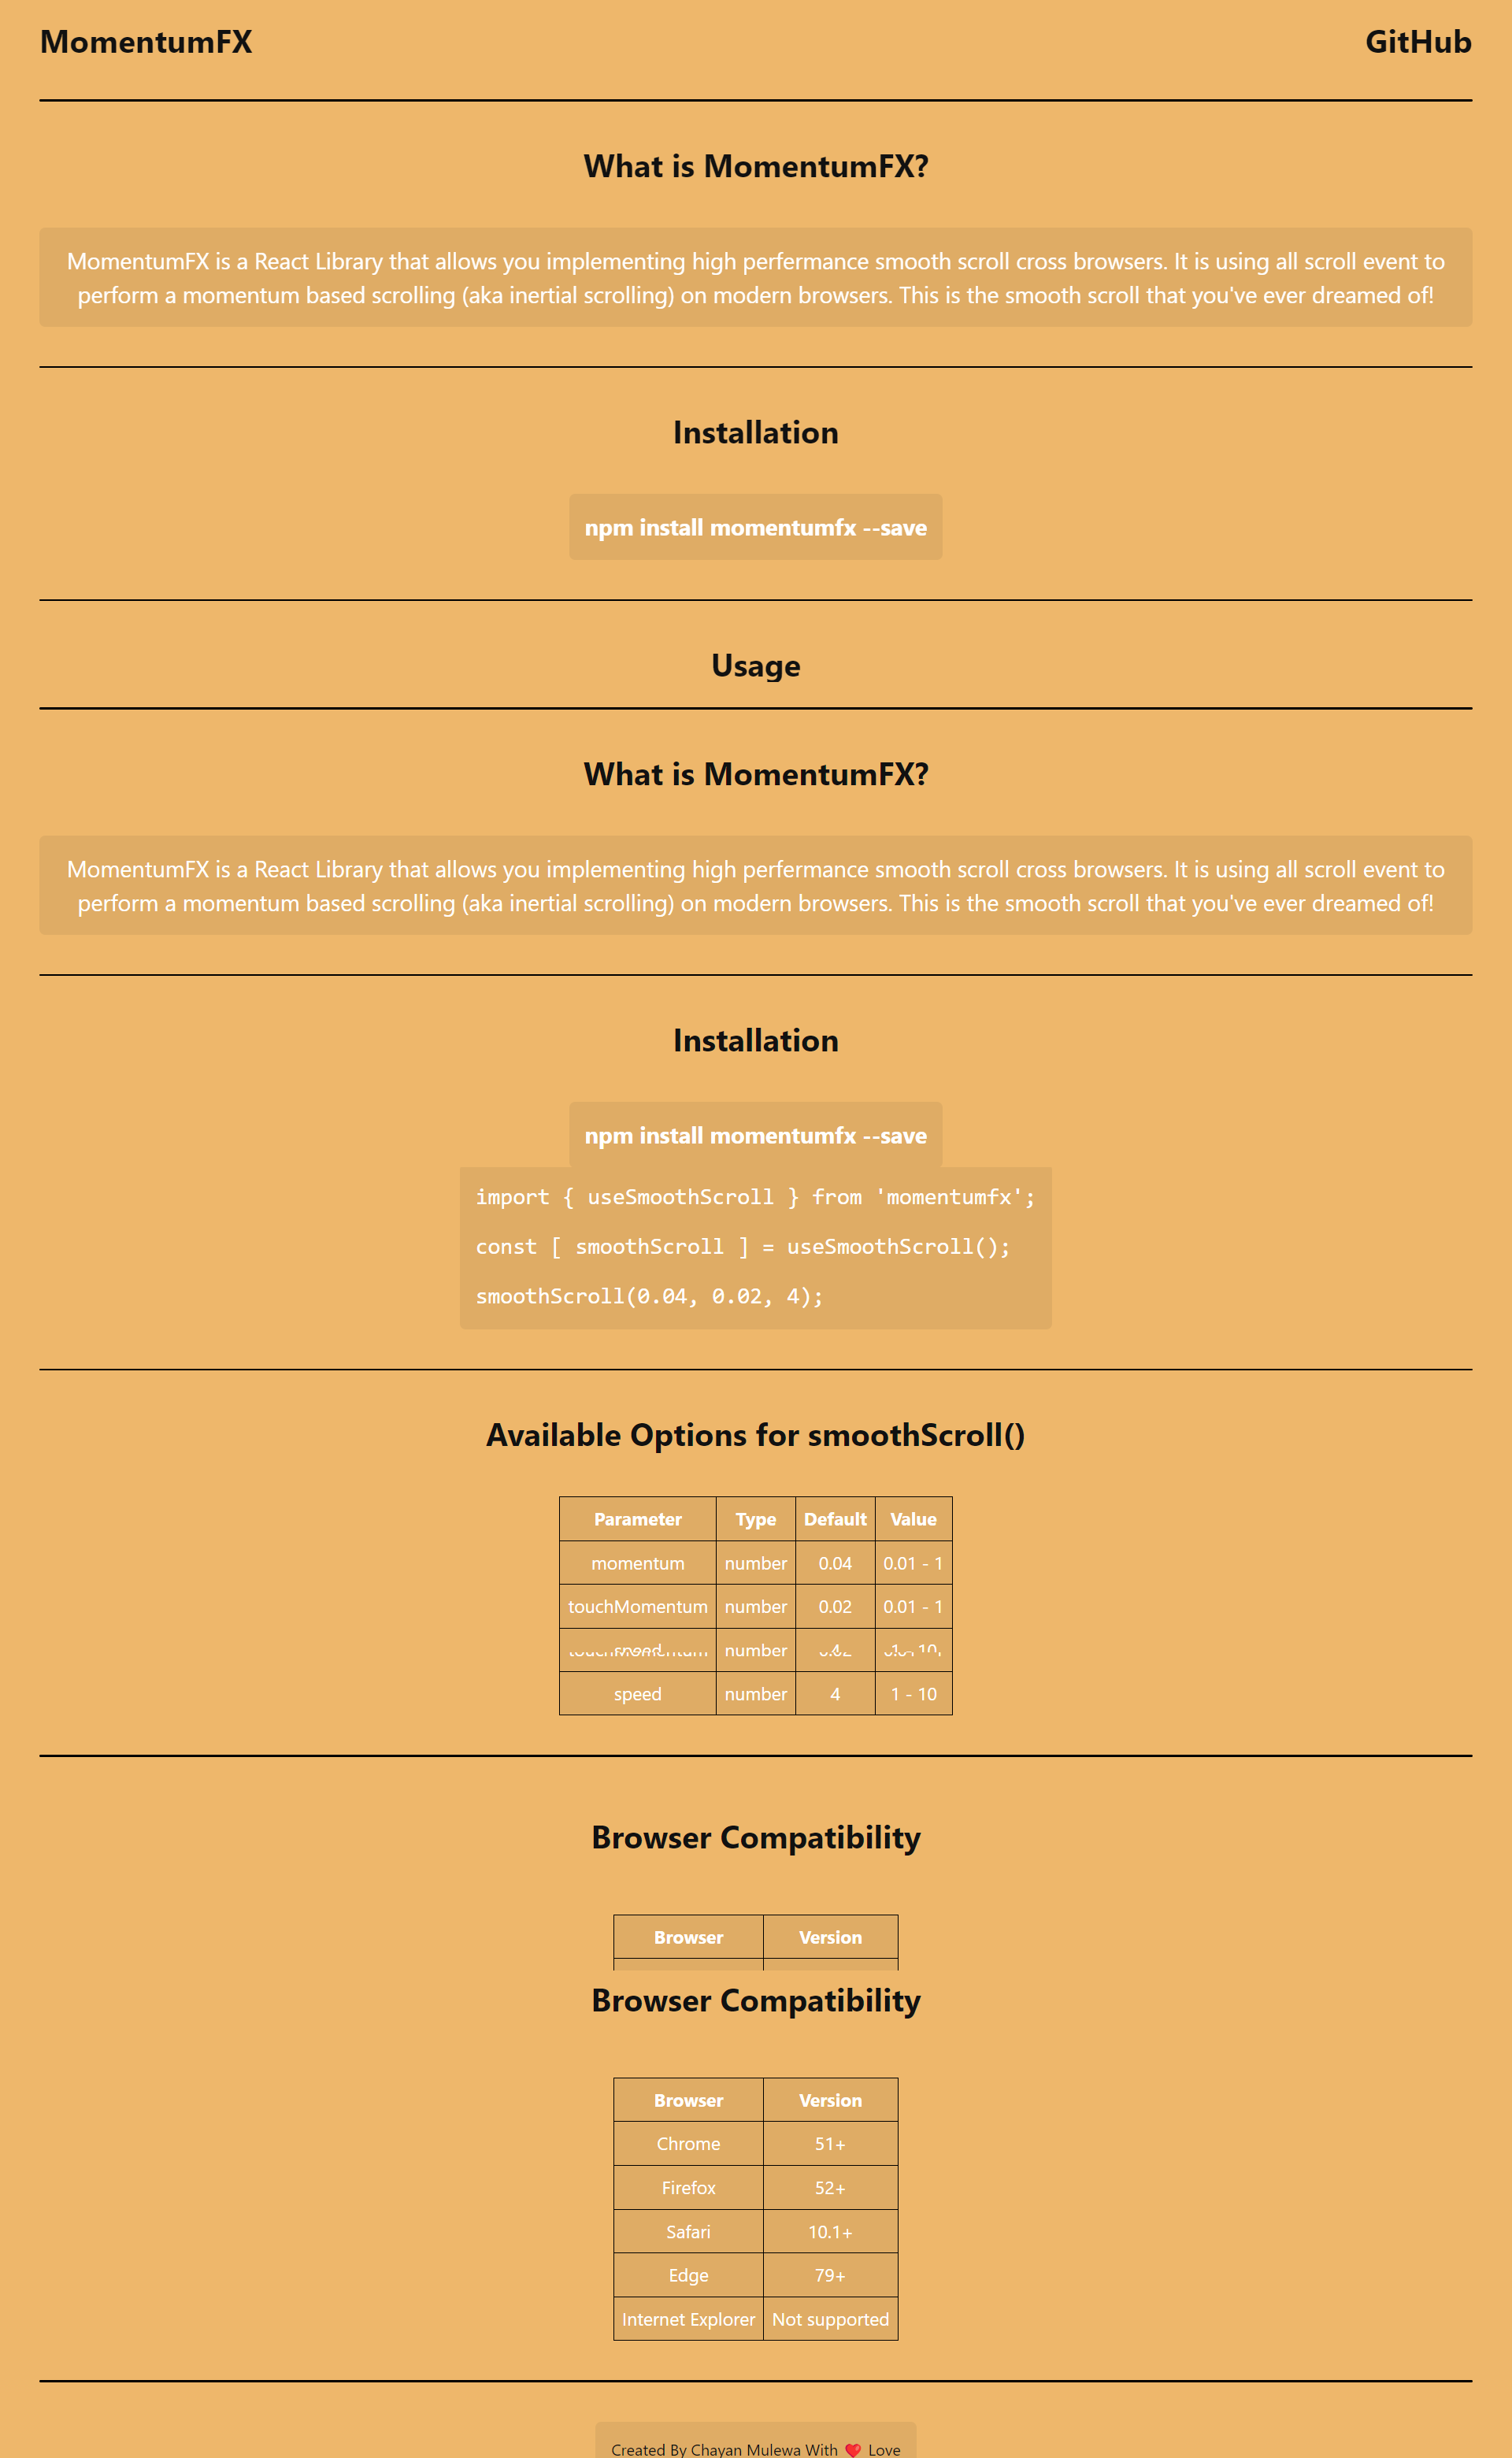 MomentumFX
GitHub
What is MomentumFX?
MomentumFX is a React Library that allows you implementing high perfermance smooth scroll cross browsers. It is using all scroll event to
perform a momentum based scrolling (aka inertial scrolling) on modern browsers. This is the smooth scroll that you've ever dreamed of!
Installation
npm install momentumfx --save
Usage
What is MomentumFX?
MomentumFX is a React Library that allows you implementing high perfermance smooth scroll cross browsers. It is using all scroll event to
perform a momentum based scrolling (aka inertial scrolling) on modern browsers. This is the smooth scroll that you've ever dreamed of!
Installation
npm install momentumfx --save
import { useSmoothScroll } from 'momentumfx';
const [ smoothScroll ] = useSmoothScroll();
smoothScroll(0.04, 0.02, 4);
Available Options for smoothScroll()
Parameter Type Default Value
momentum number 0.04 0.01 - 1
touchMomentum number 0.02 0.01 - 1
number
speed number 4 1 - 10
Browser Compatibility
Browser Version
Browser Compatibility
Browser Version
Chrome 51+
Firefox 52+
Safari 10.1+
Edge 79+
Internet Explorer Not supported
Created By Chayan Mulewa With ❤️ Love